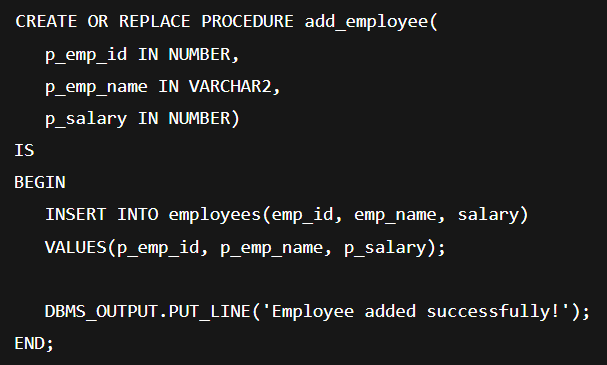 CREATE OR REPLACE PROCEDURE add_employee(
   p_emp_id IN NUMBER,
   p_emp_name IN VARCHAR2,
   p_salary IN NUMBER)
IS
BEGIN
   INSERT INTO employees(emp_id, emp_name, salary)
   VALUES(p_emp_id, p_emp_name, p_salary);

   DBMS_OUTPUT.PUT_LINE('Employee added successfully!');
END;